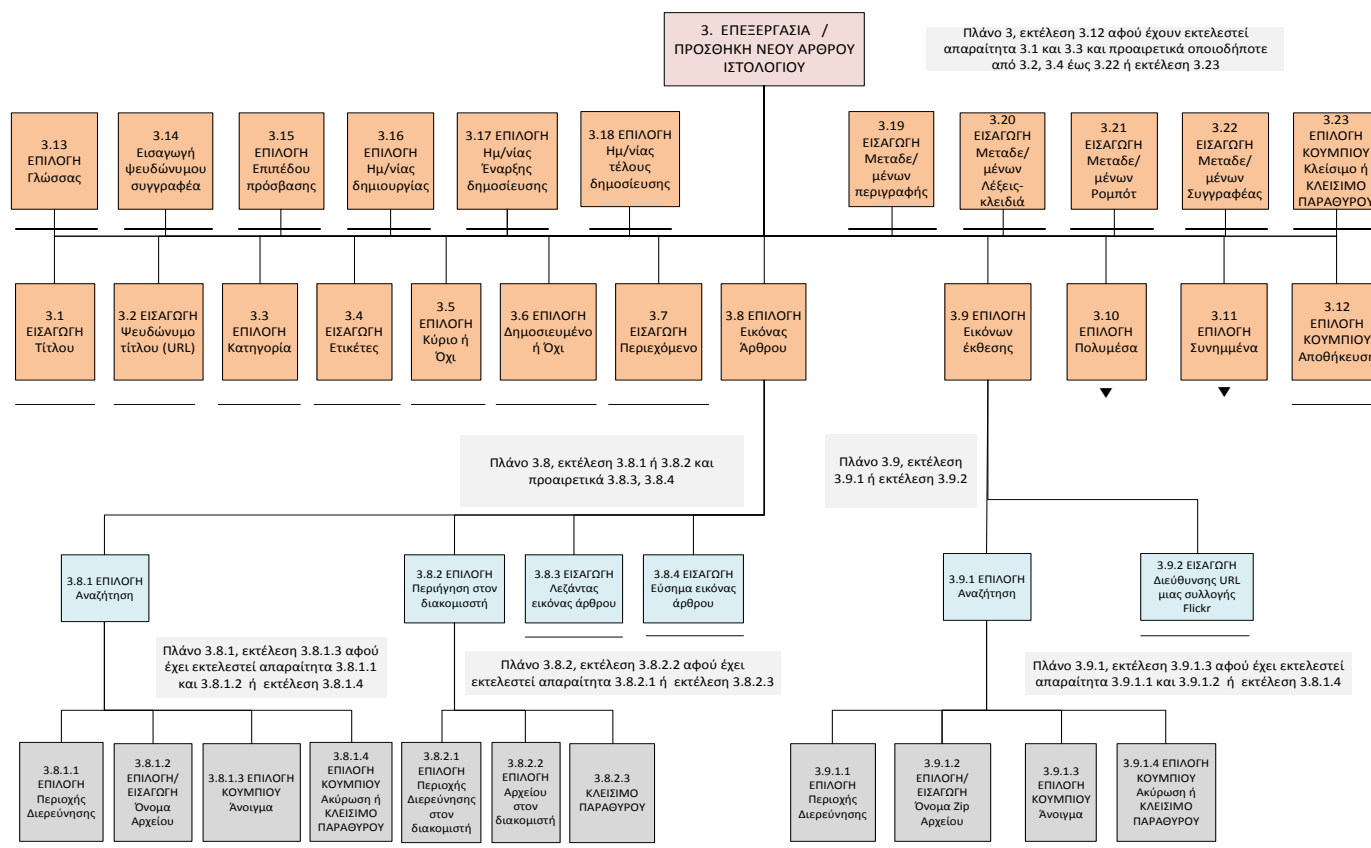 3. ΕΠΕΞΕΡΓΑΣΙΑ /
ΠΡΟΣΘΗΚΗ ΝΕΟΥ ΑΡΘΡΟΥ
ΙΣΤΟΛΟΓΙΟΥ
Πλάνο 3, εκτέλεση 3.12 αφού έχουν εκτελεστεί
απαραίτητα 3.1 και 3.3 και προαιρετικά οποιοδήποτε
από 3.2, 3.4 έως 3.22 ή εκτέλεση 3.23
3.13
ΕΠΙΛΟΓΗ
Γλώσσας
3.14
Εισαγωγή
ψευδώνυμου
συγγραφέα
3.15
ΕΠΙΛΟΓΗ
Επιπέδου
πρόσβασης
3.16
ΕΠΙΛΟΓΗ
Ημ/νίας
δημιουργίας
3.17 ΕΠΙΛΟΓΗ
Ημ/νίας
Έναρξης
δημοσίευσης
3.18 ΕΠΙΛΟΓΗ
Ημ/νίας
τέλους
δημοσίευσης
3.19
ΕΙΣΑΓΩΓΗ
Μεταδε/
μένων
περιγραφής
3.20
ΕΙΣΑΓΩΓΗ
Μεταδε/
μένων
Λέξεις-
κλειδιά
3.21
ΕΙΣΑΓΩΓΗ
Μεταδε/
μένων
Ρομπότ
3.22
ΕΙΣΑΓΩΓΗ
Μεταδε/
μένων
Συγγραφέας
3.23
ΕΠΙΛΟΓΗ
ΚΟΥΜΠΙΟΥ
Κλείσιμο ή
ΚΛΕΙΣΙΜΟ
ΠΑΡΑΘΥΡΟΥ
3.1
ΕΙΣΑΓΩΓΗ
Τίτλου
3.2 ΕΙΣΑΓΩΓΗ
Ψευδώνυμο
τίτλου (URL)
3.3
ΕΠΙΛΟΓΗ
Κατηγορία
3.4
ΕΙΣΑΓΩΓΗ
Ετικέτες
3.5
ΕΠΙΛΟΓΗ
Κύριο ή
Όχι
3.6 ΕΠΙΛΟΓΗ
Δημοσιευμένο
ή Όχι
3.7
ΕΙΣΑΓΩΓΗ
Περιεχόμενο
3.8 ΕΠΙΛΟΓΗ
Εικόνας
Άρθρου
3.9 ΕΠΙΛΟΓΗ
Εικόνων
έκθεσης
3.10
ΕΠΙΛΟΓΗ
Πολυμέσα
3.11
ΕΠΙΛΟΓΗ
Συνημμένα
3.12
ΕΠΙΛΟΓΗ
ΚΟΥΜΠΙΟΥ
Αποθήκευση
Πλάνο 3.8, εκτέλεση 3.8.1 ή 3.8.2 και
προαιρετικά 3.8.3, 3.8.4
Πλάνο 3.9, εκτέλεση
3.9.1 ή εκτέλεση 3.9.2
3.8.1 ΕΠΙΛΟΓΗ
Αναζήτηση
3.8.2 ΕΠΙΛΟΓΗ
Περιήγηση στον
διακομισστή
3.8.3 ΕΙΣΑΓΩΓΗ
Λεζάντας
εικόνας άρθρου
3.8.4 ΕΙΣΑΓΩΓΗ
Εύσημα εικόνας
άρθρου
3.9.1 ΕΠΙΛΟΓΗ
Αναζήτηση
3.9.2 ΕΙΣΑΓΩΓΗ
Διεύθυνσης URL
μιας συλλογής
Flickr
Πλάνο 3.8.1, εκτέλεση 3.8.1.3 αφού
έχει εκτελεστεί απαραίτητα 3.8.1.1
και 3.8.1.2 ή εκτέλεση 3.8.1.4
Πλάνο 3.8.2, εκτέλεση 3.8.2.2 αφού έχει
εκτελεστεί απαραίτητα 3.8.2.1 ή εκτέλεση 3.8.2.3
Πλάνο 3.9.1, εκτέλεση 3.9.1.3 αφού έχει εκτελεστεί
απαραίτητα 3.9.1.1 και 3.9.1.2 ή εκτέλεση 3.8.1.4
3.8.1.1
ΕΠΙΛΟΓΗ
Περιοχής
Διερεύνησης
3.8.1.2
ΕΠΙΛΟΓΗ/
ΕΙΣΑΓΩΓΗ
Όνομα
Αρχείου
3.8.1.3 ΕΠΙΛΟΓΗ
ΚΟΥΜΠΙΟΥ
Άνοιγμα
3.8.1.4
ΕΠΙΛΟΓΗ
ΚΟΥΜΠΙΟΥ
Ακύρωση ή
ΚΛΕΙΣΙΜΟ
ΠΑΡΑΘΥΡΟΥ
3.8.2.1
ΕΠΙΛΟΓΗ
Περιοχής
Διερεύνησης
στον
διακομιστή
3.8.2.2
ΕΠΙΛΟΓΗ
Αρχείου
στον
διακομιστή
3.8.2.3
ΚΛΕΙΣΙΜΟ
ΠΑΡΑΘΥΡΟΥ
3.9.1.1
ΕΠΙΛΟΓΗ
Περιοχής
Διερεύνησης
3.9.1.2
ΕΠΙΛΟΓΗ/
ΕΙΣΑΓΩΓΗ
Όνομα Zip
Αρχείου
3.9.1.3
ΕΠΙΛΟΓΗ
ΚΟΥΜΠΙΟΥ
Άνοιγμα
3.9.1.4 ΕΠΙΛΟΓΗ
ΚΟΥΜΠΙΟΥ
Ακύρωση ή
ΚΛΕΙΣΙΜΟ
ΠΑΡΑΘΥΡΟΥ